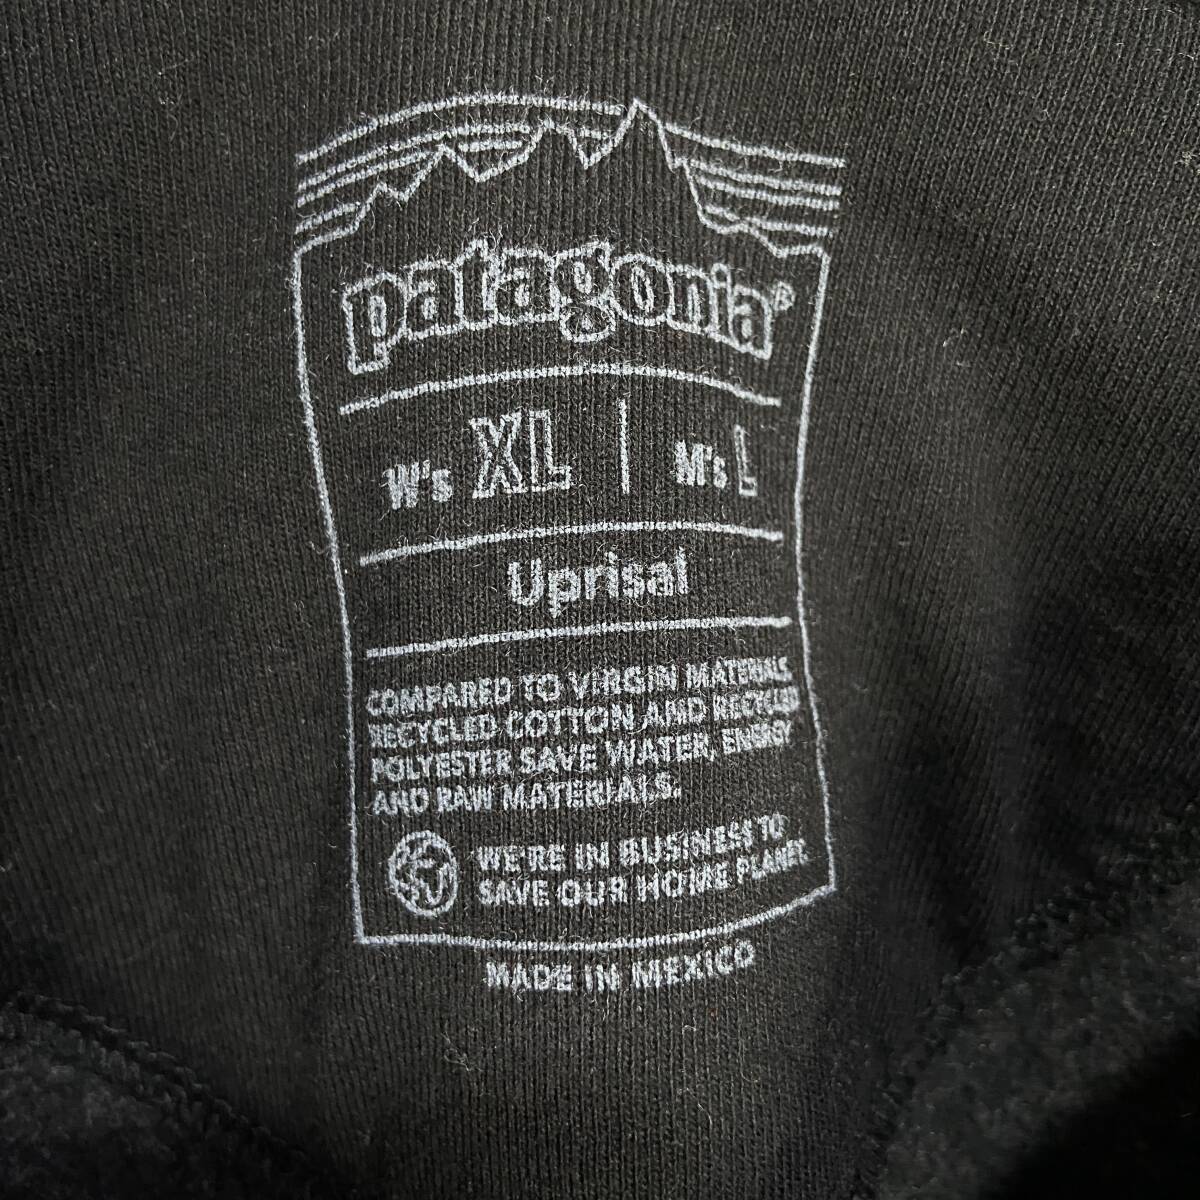 patagonia®
W's XL | M's L
Uprisal
COMPARED TO VIRGIN MATERIALS,
RECYCLED COTTON AND RECYCLED
POLYESTER SAVE WATER, ENERGY
AND RAW MATERIALS.
WE'RE IN BUSINESS TO
SAVE OUR HOME PLANET.
MADE IN MEXICO